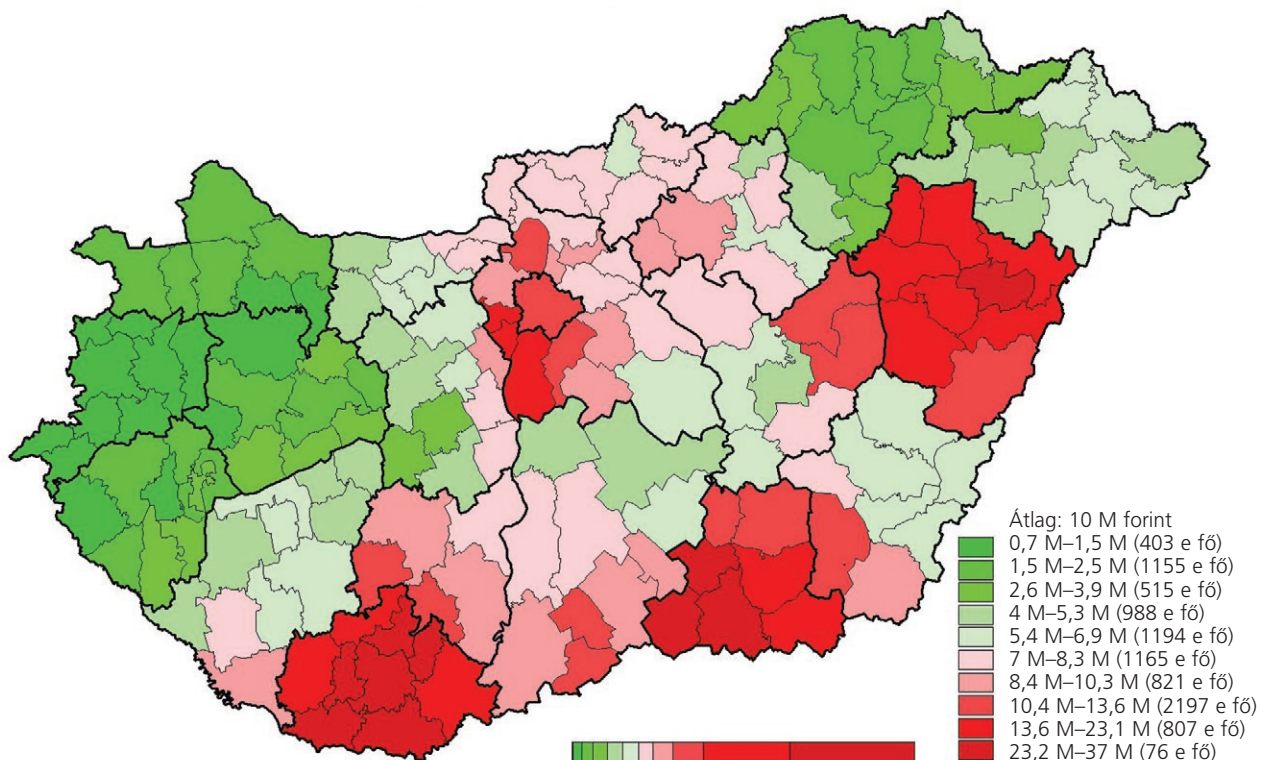 Átlag: 10 M forint
0,7 M–1,5 M (403 e fő)
1,5 M–2,5 M (1155 e fő)
2,6 M–3,9 M (515 e fő)
4 M–5,3 M (988 e fő)
5,4 M–6,9 M (1194 e fő)
7 M–8,3 M (1165 e fő)
8,4 M–10,3 M (821 e fő)
10,4 M–13,6 M (2197 e fő)
13,6 M–23,1 M (807 e fő)
23,2 M–37 M (76 e fő)